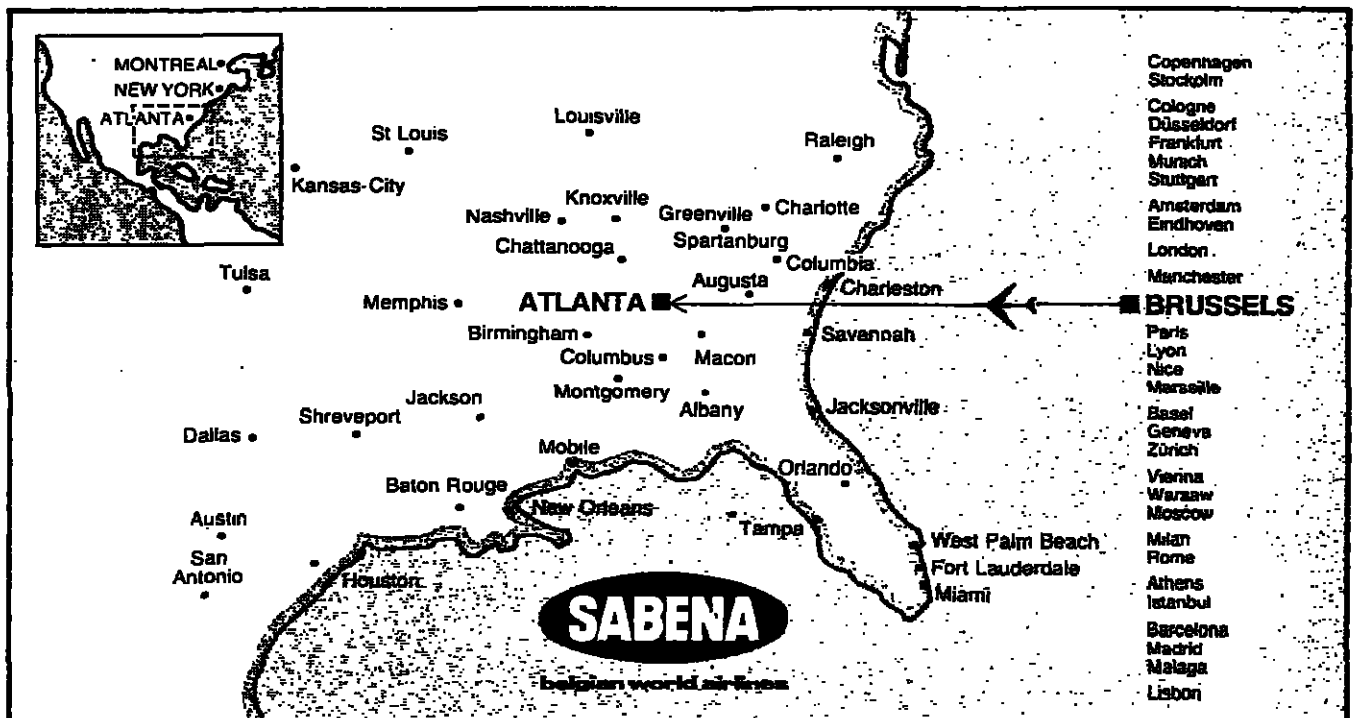 MONTREAL
NEW YORK
ATLANTA
St Louis
Louisville
Raleigh
Kansas-City
Knoxville
Nashville
Greenville
Charlotte
Chattanooga
Spartanburg
Tulsa
Augusta
Columbia
Charleston
Memphis
ATLANTA
BRUSSELS
Birmingham
Savannah
Columbus
Macon
Montgomery
Albany
Jackson
Jacksonville
Shreveport
Dallas
Mobile
Orlando
Baton Rouge
New Orleans
Tampa
Austin
West Palm Beach
San
Antonio
Fort Lauderdale
Houston
Miami
SABENA
belgian world airlines
Copenhagen
Stockolm
Cologne
Düsseldorf
Frankfurt
Munich
Stuttgart
Amsterdam
Eindhoven
London
Manchester
Paris
Lyon
Nice
Marseille
Basel
Geneva
Zürich
Vienna
Warsaw
Moscow
Milan
Rome
Athens
Istanbul
Barcelona
Madrid
Malaga
Lisbon